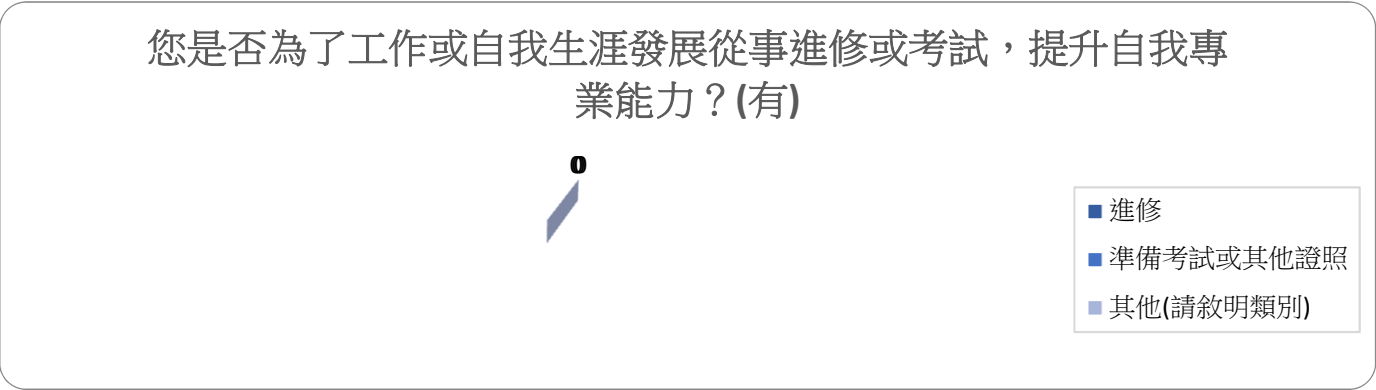 您是否為了工作或自我生涯發展從事進修或考試，提升自我專
業能力？(有)
0
進修
準備考試或其他證照
其他(請敘明類別)